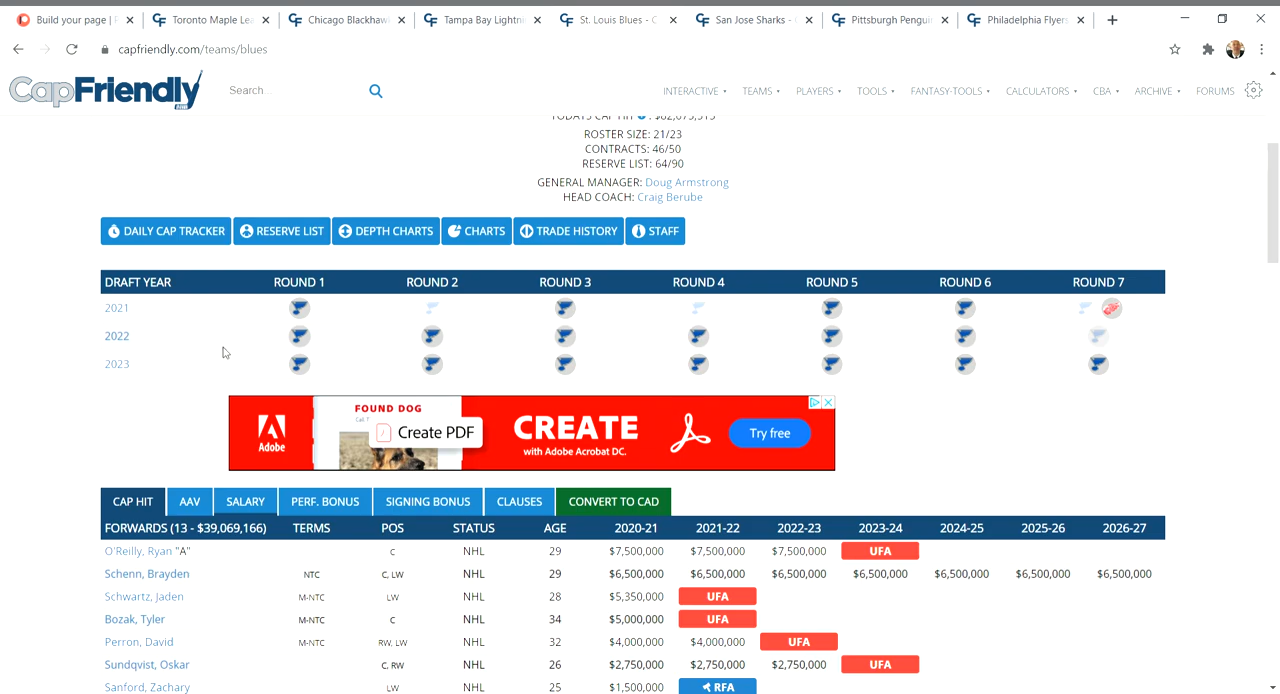 Build your page | 
Toronto Maple Lea
Chicago Blackhaw
Tampa Bay Lightni
St. Louis Blues - C
San Jose Sharks -
Pittsburgh Pengui
Philadelphia Flyers
capfriendly.com/teams/blues
CapFriendly
Search...
INTERACTIVE TEAMS PLAYERS TOOLS FANTASY-TOOLS CALCULATORS CBA ARCHIVE FORUMS
ROSTER SIZE: 21/23
CONTRACTS: 46/50
RESERVE LIST: 64/90
GENERAL MANAGER: Doug Armstrong
HEAD COACH: Craig Berube
DAILY CAP TRACKER RESERVE LIST DEPTH CHARTS CHARTS TRADE HISTORY STAFF
DRAFT YEAR ROUND 1 ROUND 2 ROUND 3 ROUND 4 ROUND 5 ROUND 6 ROUND 7
2021
2022
2023
Adobe
FOUND DOG
Create PDF
CREATE
with Adobe Acrobat DC.
Try free
CAP HIT AAV SALARY PERF. BONUS SIGNING BONUS CLAUSES CONVERT TO CAD
FORWARDS (13 - $39,069,166) TERMS POS STATUS AGE 2020-21 2021-22 2022-23 2023-24 2024-25 2025-26 2026-27
O'Reilly, Ryan "A" C NHL 29 $7,500,000 $7,500,000 $7,500,000 UFA
Schenn, Brayden NTC C, LW NHL 29 $6,500,000 $6,500,000 $6,500,000 $6,500,000 $6,500,000 $6,500,000 $6,500,000
Schwartz, Jaden M-NTC LW NHL 28 $5,350,000 UFA
Bozak, Tyler M-NTC C NHL 34 $5,000,000 UFA
Perron, David M-NTC RW, LW NHL 32 $4,000,000 $4,000,000 UFA
Sundqvist, Oskar C, RW NHL 26 $2,750,000 $2,750,000 $2,750,000 UFA
Sanford, Zachary LW NHL 25 $1,500,000 RFA